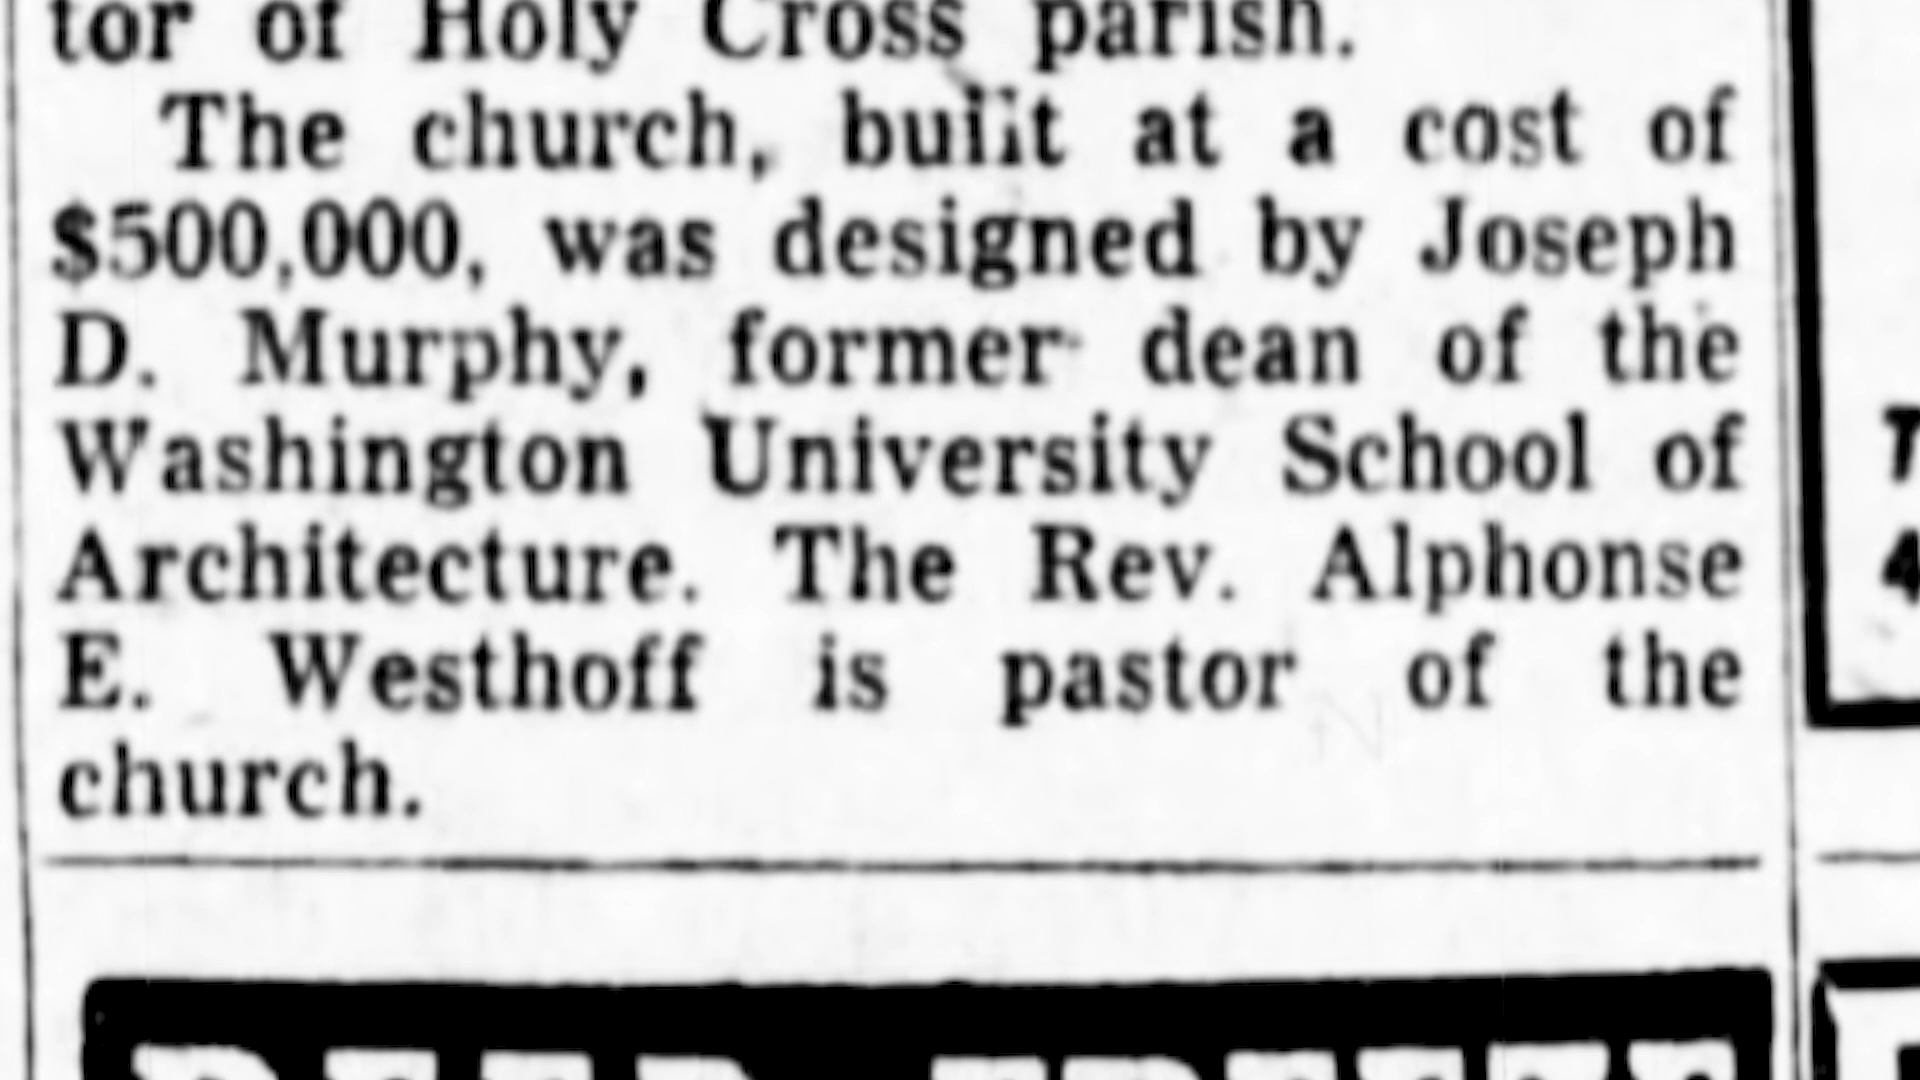 tor of Holy Cross parish.
The church, built at a cost of
$500,000, was designed by Joseph
D. Murphy, former dean of the
Washington University School of
Architecture. The Rev. Alphonse
E. Westhoff is pastor of the
church.